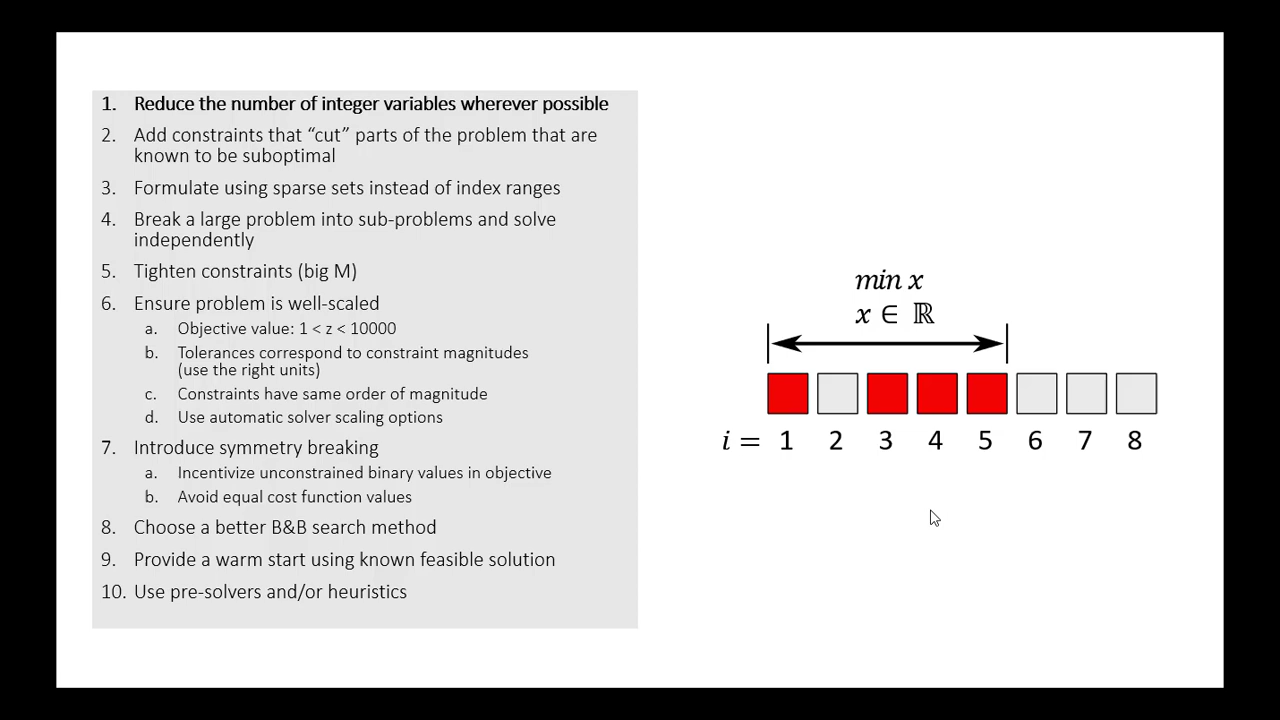 1. Reduce the number of integer variables wherever possible
2. Add constraints that “cut” parts of the problem that are
known to be suboptimal
3. Formulate using sparse sets instead of index ranges
4. Break a large problem into sub-problems and solve
independently
5. Tighten constraints (big M)
6. Ensure problem is well-scaled
a. Objective value: 1 < z < 10000
b. Tolerances correspond to constraint magnitudes
(use the right units)
c. Constraints have same order of magnitude
d. Use automatic solver scaling options
7. Introduce symmetry breaking
a. Incentivize unconstrained binary values in objective
b. Avoid equal cost function values
8. Choose a better B&B search method
9. Provide a warm start using known feasible solution
10. Use pre-solvers and/or heuristics
min x
x ∈ ℝ
i = 1 2 3 4 5 6 7 8